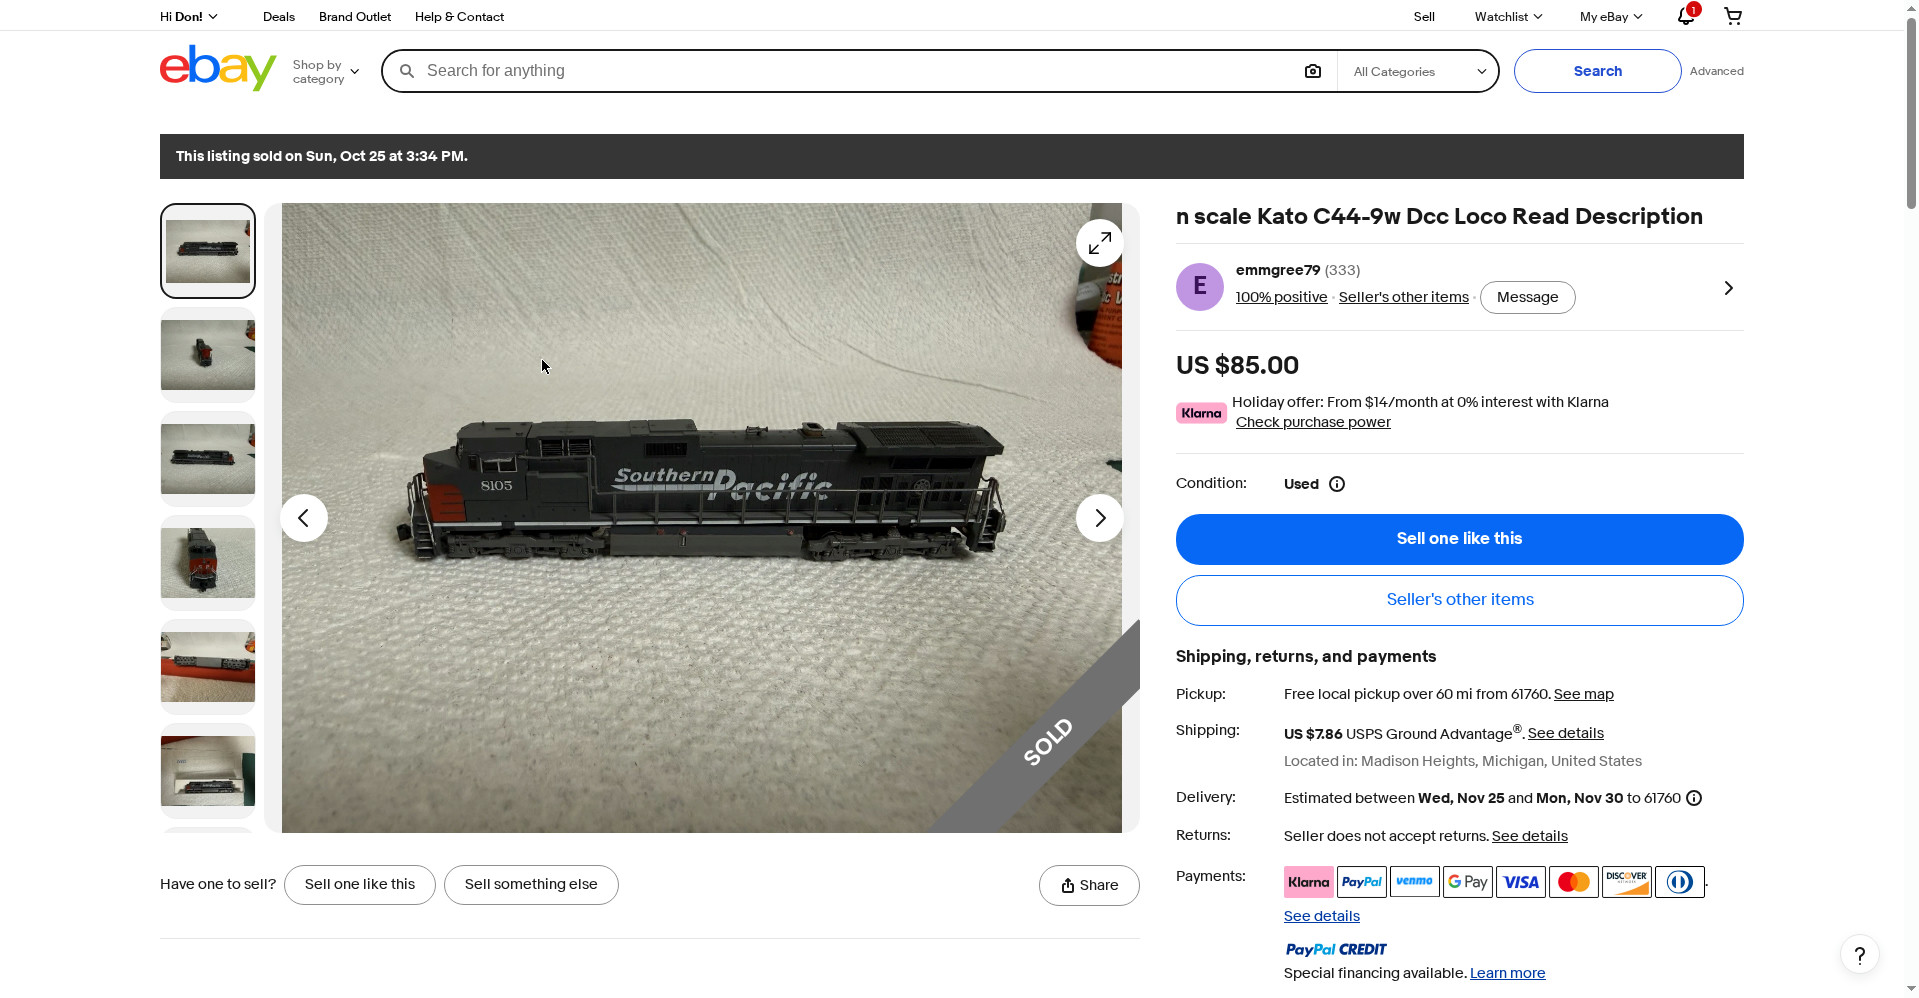 Hi Don!
Deals
Brand Outlet
Help & Contact
Sell
Watchlist
My eBay
1
ebay
Shop by
category
Search for anything
All Categories
Search
Advanced
This listing sold on Sun, Oct 25 at 3:34 PM.
8105
Southern Pacific
SOLD
Have one to sell?
Sell one like this
Sell something else
Share
n scale Kato C44-9w Dcc Loco Read Description
E
emmgree79 (333)
100% positive · Seller's other items · Message
US $85.00
Klarna
Holiday offer: From $14/month at 0% interest with Klarna
Check purchase power
Condition: Used
Sell one like this
Seller's other items
Shipping, returns, and payments
Pickup: Free local pickup over 60 mi from 61760. See map
Shipping: US $7.86 USPS Ground Advantage®. See details
Located in: Madison Heights, Michigan, United States
Delivery: Estimated between Wed, Nov 25 and Mon, Nov 30 to 61760
Returns: Seller does not accept returns. See details
Payments: Klarna PayPal venmo G Pay VISA DISCOVER .
See details
PayPal CREDIT
Special financing available. Learn more
?